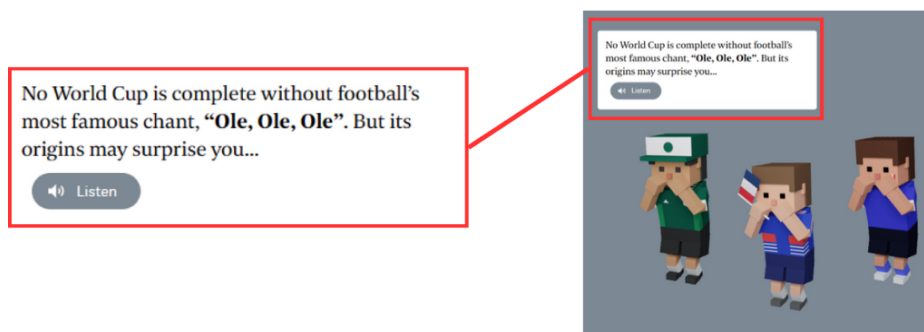 No World Cup is complete without football’s
most famous chant, “Ole, Ole, Ole”. But its
origins may surprise you...
Listen
No World Cup is complete without football’s
most famous chant, “Ole, Ole, Ole”. But its
origins may surprise you...
Listen